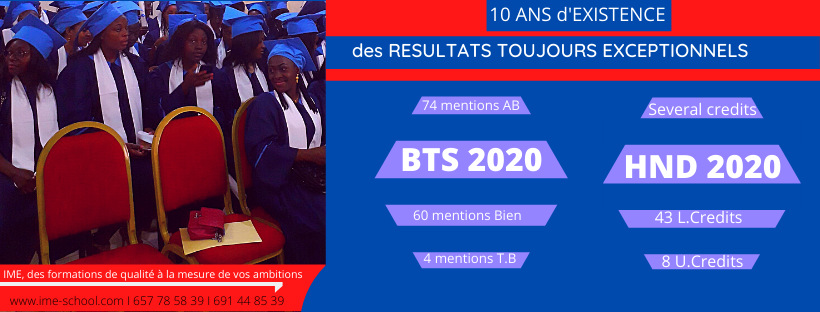 10 ANS d'EXISTENCE
des RESULTATS TOUJOURS EXCEPTIONNELS
74 mentions AB
BTS 2020
60 mentions Bien
4 mentions T.B
Several credits
HND 2020
43 L.Credits
8 U.Credits
IME, des formations de qualité à la mesure de vos ambitions
www.ime-school.com I 657 78 58 39 I 691 44 85 39